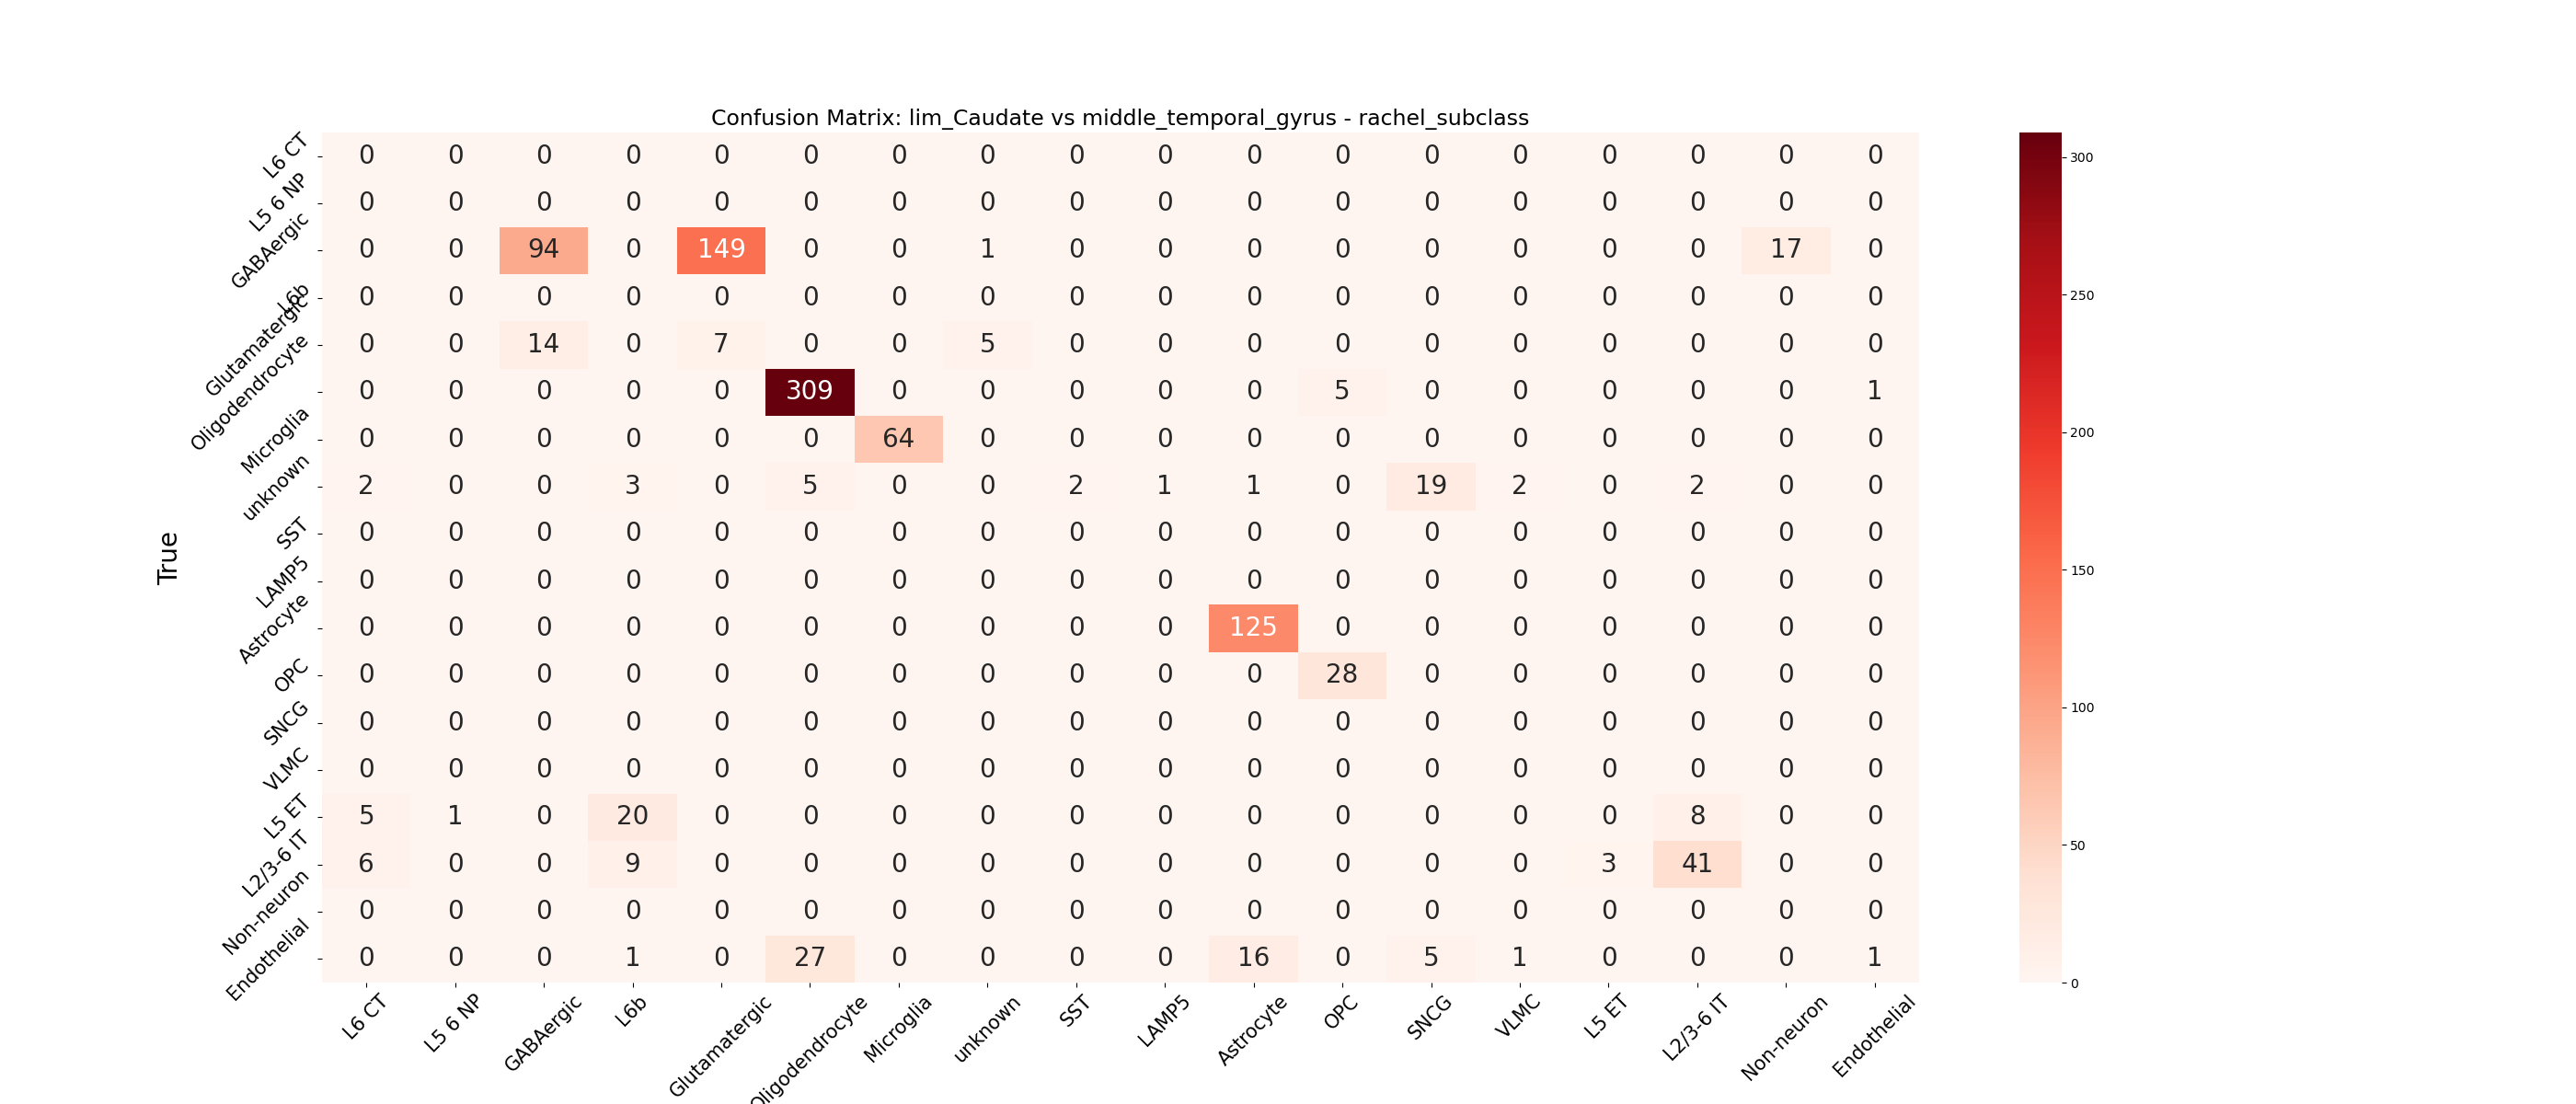 Confusion Matrix: lim_Caudate vs middle_temporal_gyrus - rachel_subclass
True
L6 CT 0 0 0 0 0 0 0 0 0 0 0 0 0 0 0 0 0 0
L5 6 NP 0 0 0 0 0 0 0 0 0 0 0 0 0 0 0 0 0 0
GABAergic 0 0 94 0 149 0 0 1 0 0 0 0 0 0 0 0 17 0
L6b 0 0 0 0 0 0 0 0 0 0 0 0 0 0 0 0 0 0
Glutamatergic 0 0 14 0 7 0 0 5 0 0 0 0 0 0 0 0 0 0
Oligodendrocyte 0 0 0 0 0 309 0 0 0 0 0 5 0 0 0 0 0 1
Microglia 0 0 0 0 0 0 64 0 0 0 0 0 0 0 0 0 0 0
unknown 2 0 0 3 0 5 0 0 2 1 1 0 19 2 0 2 0 0
SST 0 0 0 0 0 0 0 0 0 0 0 0 0 0 0 0 0 0
LAMP5 0 0 0 0 0 0 0 0 0 0 0 0 0 0 0 0 0 0
Astrocyte 0 0 0 0 0 0 0 0 0 0 125 0 0 0 0 0 0 0
OPC 0 0 0 0 0 0 0 0 0 0 0 28 0 0 0 0 0 0
SNCG 0 0 0 0 0 0 0 0 0 0 0 0 0 0 0 0 0 0
VLMC 0 0 0 0 0 0 0 0 0 0 0 0 0 0 0 0 0 0
L5 ET 5 1 0 20 0 0 0 0 0 0 0 0 0 0 0 8 0 0
L2/3-6 IT 6 0 0 9 0 0 0 0 0 0 0 0 0 0 3 41 0 0
Non-neuron 0 0 0 0 0 0 0 0 0 0 0 0 0 0 0 0 0 0
Endothelial 0 0 0 1 0 27 0 0 0 0 16 0 5 1 0 0 0 1
L6 CT L5 6 NP GABAergic L6b Glutamatergic Oligodendrocyte Microglia unknown SST LAMP5 Astrocyte OPC SNCG VLMC L5 ET L2/3-6 IT Non-neuron Endothelial
300
250
200
150
100
50
0